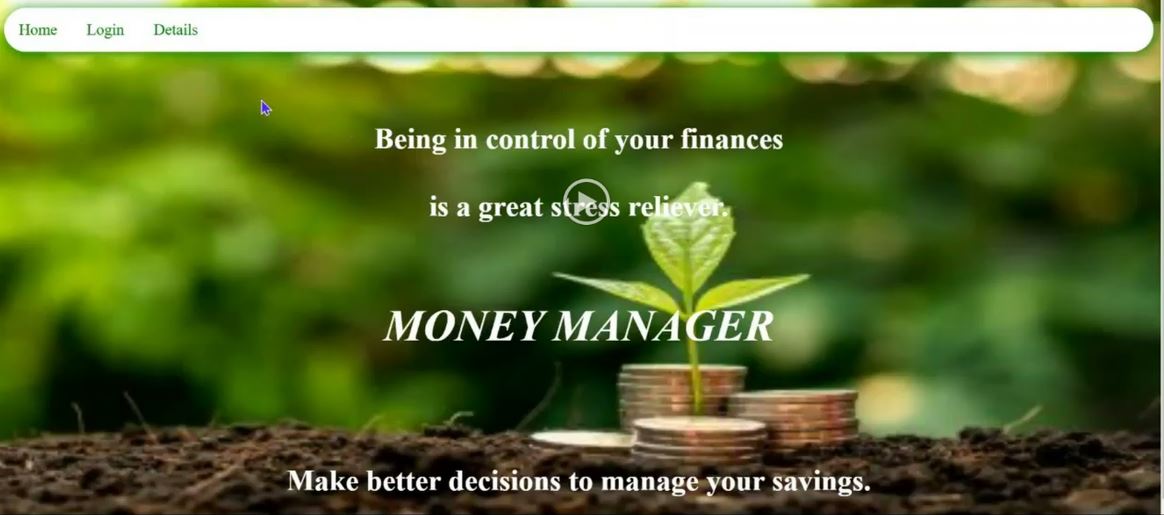 Home Login Details
Being in control of your finances
is a great stress reliever.
MONEY MANAGER
Make better decisions to manage your savings.